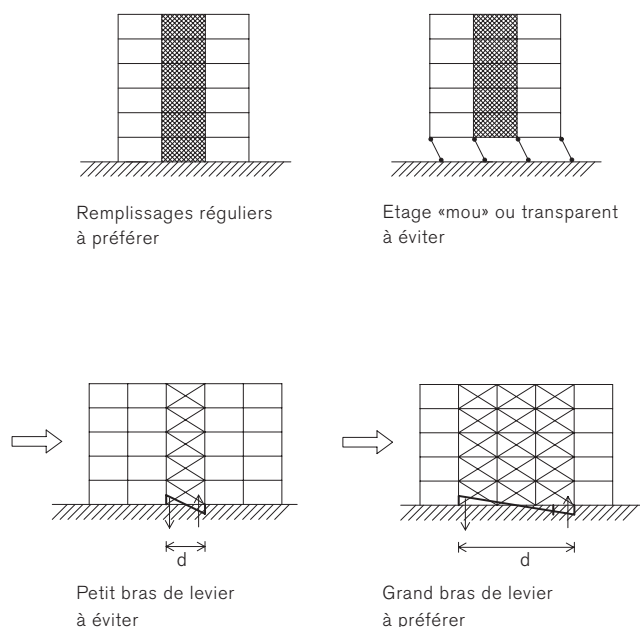 Remplissages réguliers
à préférer
Etage «mou» ou transparent
à éviter
d
Petit bras de levier
à éviter
d
Grand bras de levier
à préférer